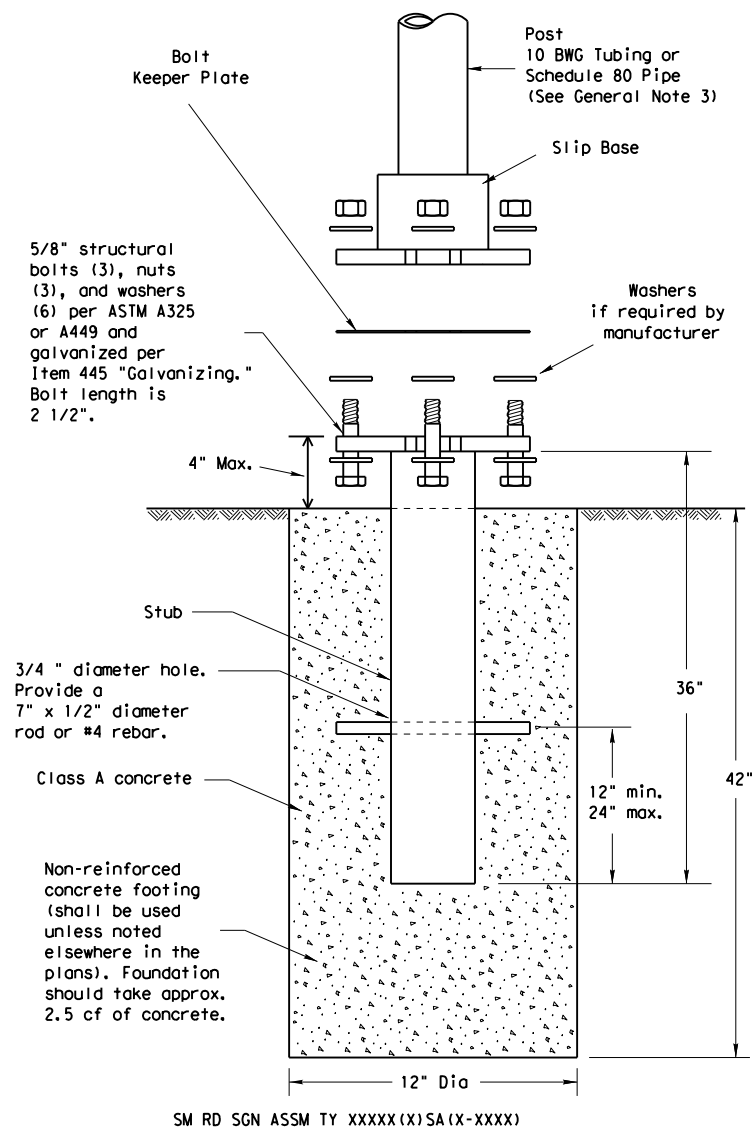 Bolt
Keeper Plate
Post
10 BWG Tubing or
Schedule 80 Pipe
(See General Note 3)
Slip Base
5/8" structural
bolts (3), nuts
(3), and washers
(6) per ASTM A325
or A449 and
galvanized per
Item 445 "Galvanizing."
Bolt length is
2 1/2".
Washers
if required by
manufacturer
4" Max.
Stub
3/4 " diameter hole.
Provide a
7" x 1/2" diameter
rod or #4 rebar.
36"
Class A concrete
12" min.
24" max.
42"
Non-reinforced
concrete footing
(shall be used
unless noted
elsewhere in the
plans). Foundation
should take approx.
2.5 cf of concrete.
12" Dia
SM RD SGN ASSM TY XXXXX(X)SA(X-XXXX)